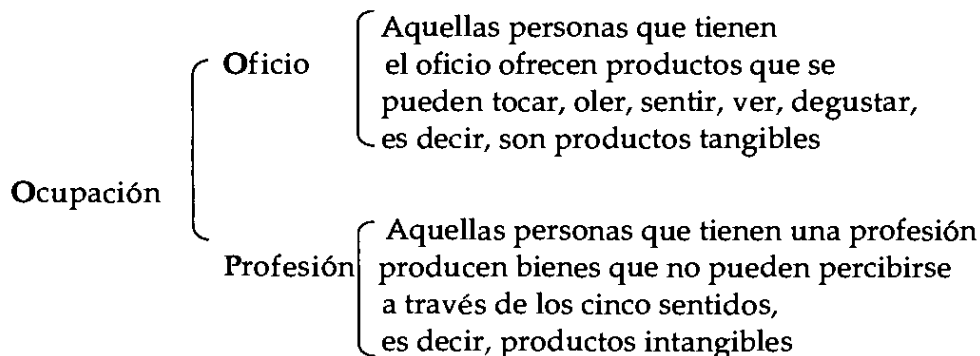 Aquellas personas que tienen
Oficio
el oficio ofrecen productos que se
pueden tocar, oler, sentir, ver, degustar,
es decir, son productos tangibles
Ocupación
Aquellas personas que tienen una profesión
Profesión
producen bienes que no pueden percibirse
a través de los cinco sentidos,
es decir, productos intangibles